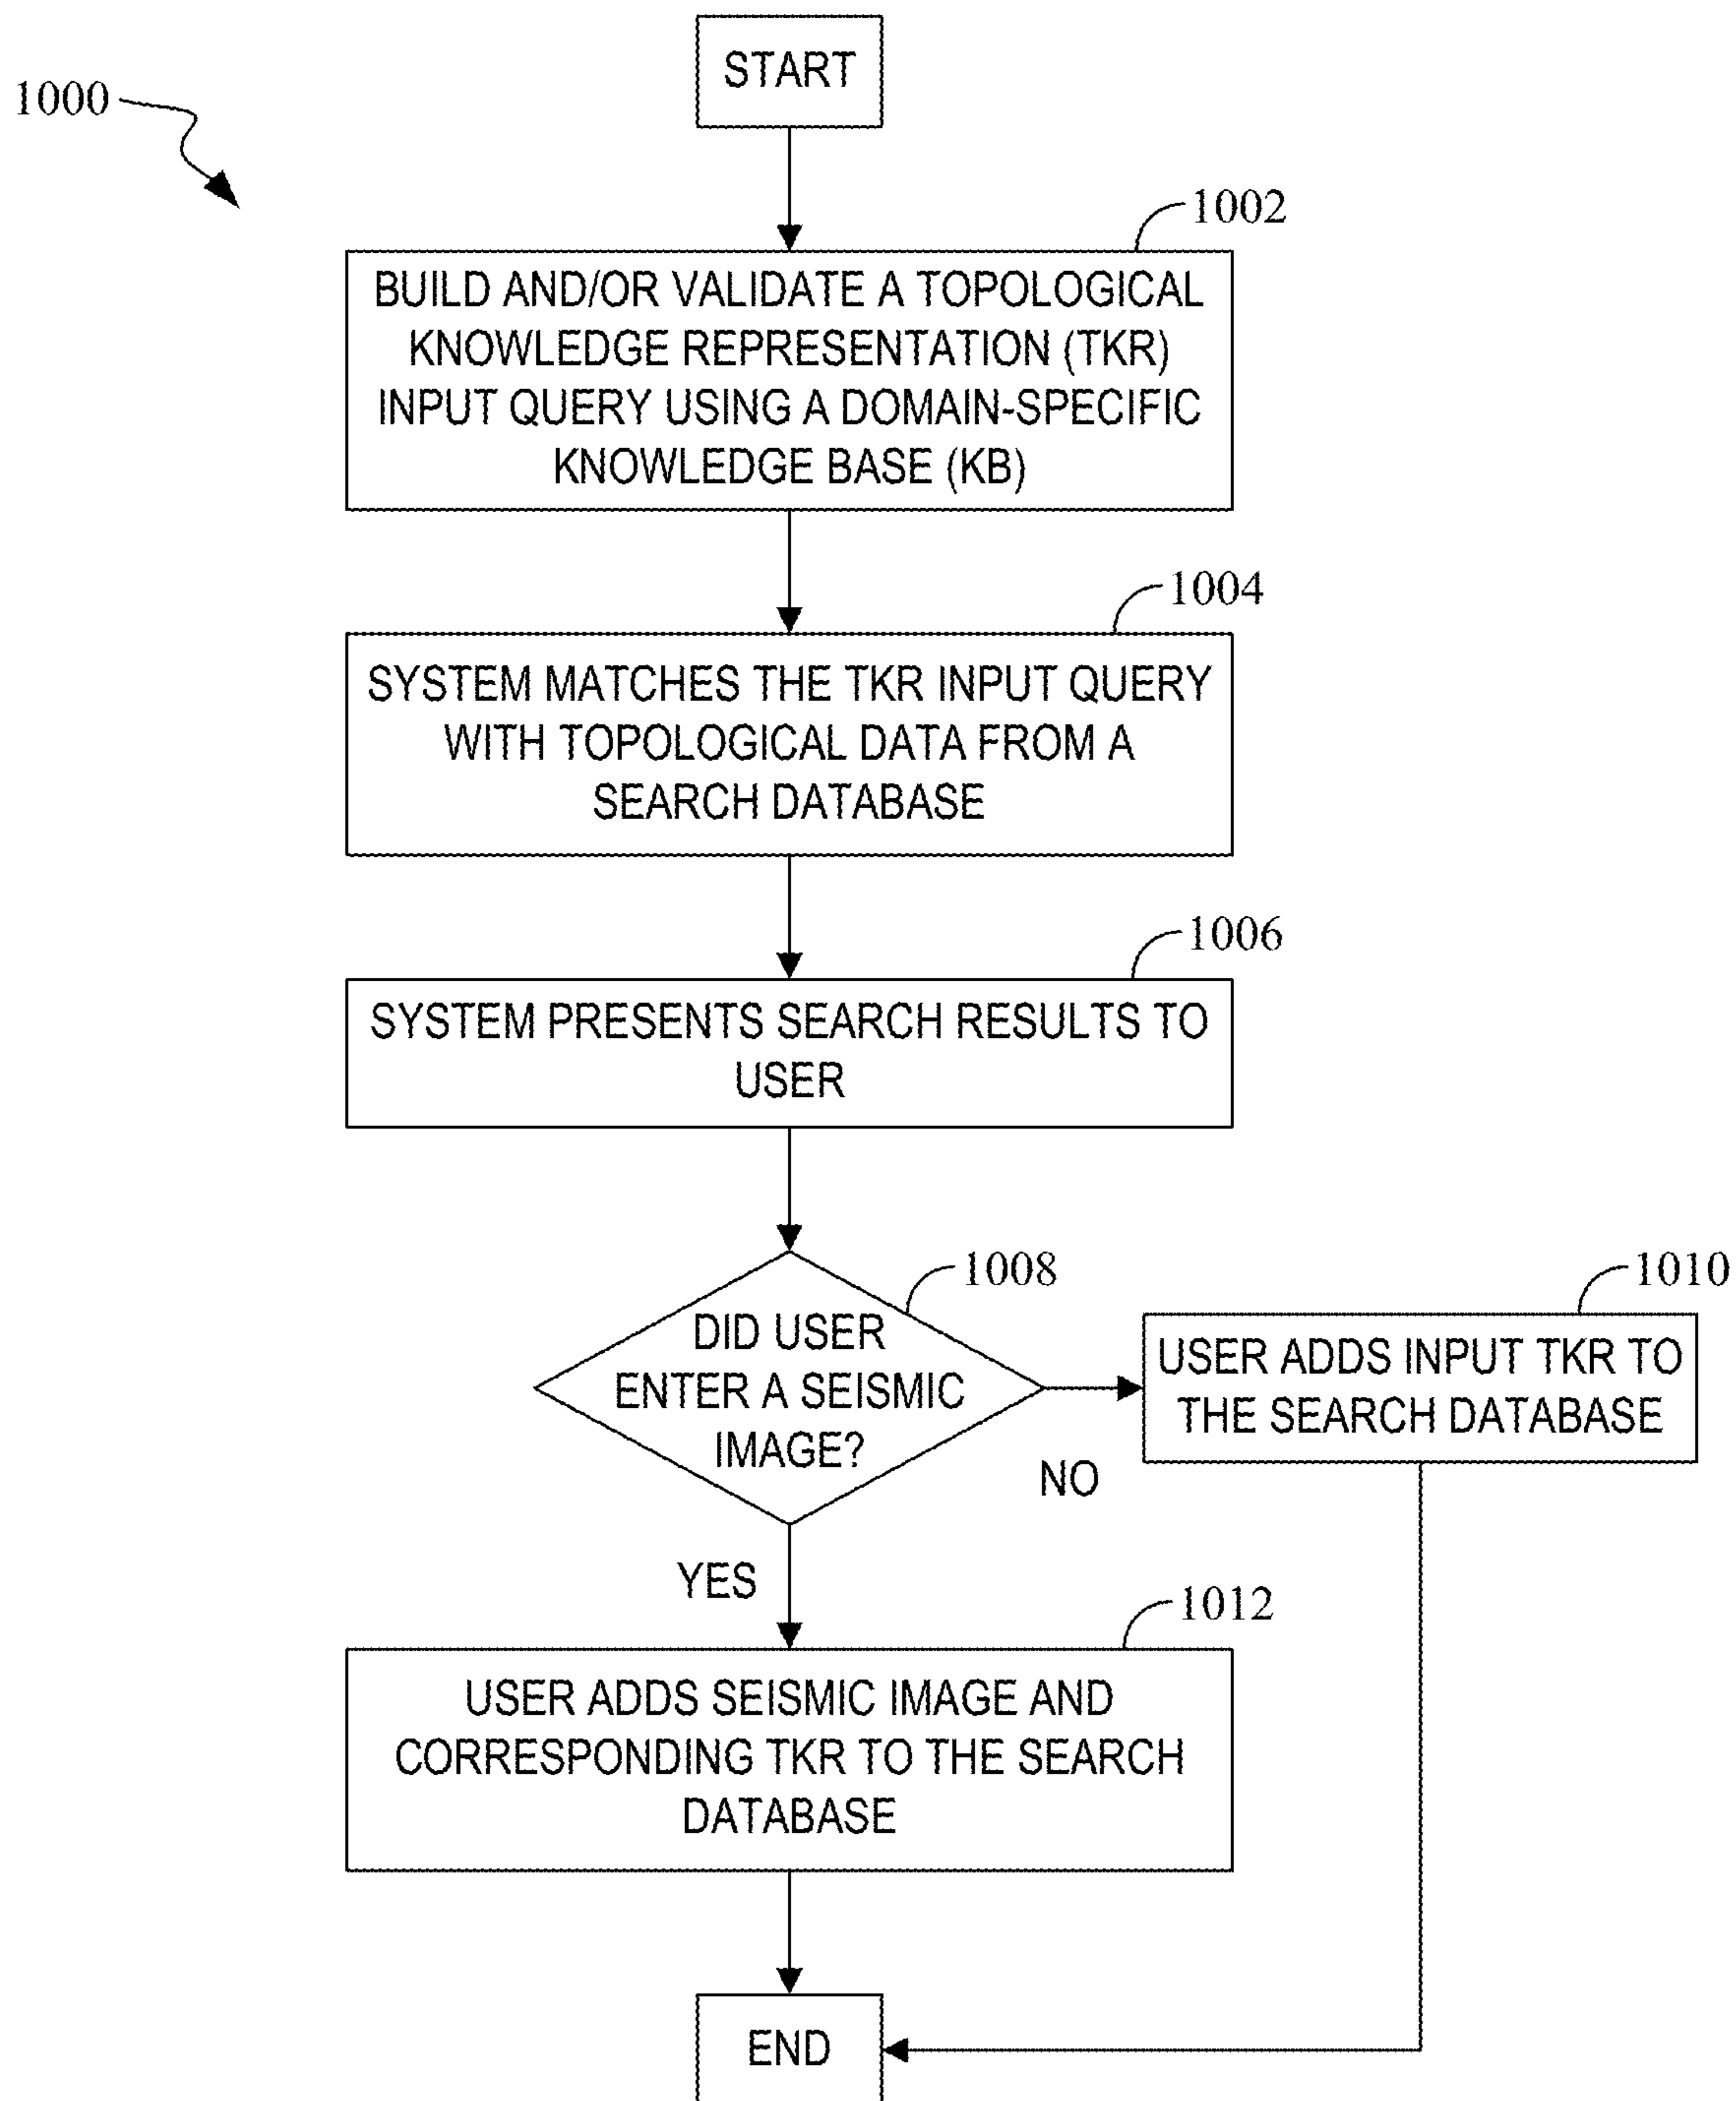 START
1000
1002
BUILD AND/OR VALIDATE A TOPOLOGICAL
KNOWLEDGE REPRESENTATION (TKR)
INPUT QUERY USING A DOMAIN-SPECIFIC
KNOWLEDGE BASE (KB)
1004
SYSTEM MATCHES THE TKR INPUT QUERY
WITH TOPOLOGICAL DATA FROM A
SEARCH DATABASE
1006
SYSTEM PRESENTS SEARCH RESULTS TO
USER
1008
DID USER
ENTER A SEISMIC
IMAGE?
NO
1010
USER ADDS INPUT TKR TO
THE SEARCH DATABASE
YES
1012
USER ADDS SEISMIC IMAGE AND
CORRESPONDING TKR TO THE SEARCH
DATABASE
END